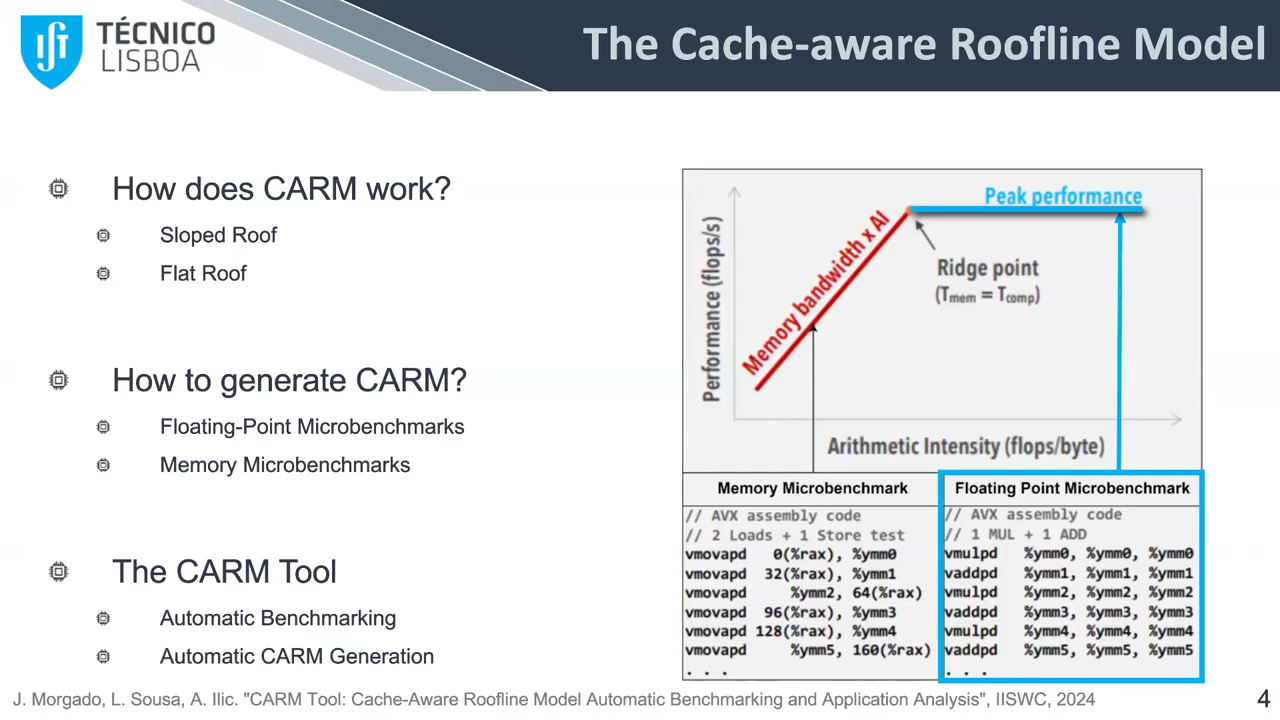 TÉCNICO
LISBOA
The Cache-aware Roofline Model
How does CARM work?
Sloped Roof
Flat Roof
How to generate CARM?
Floating-Point Microbenchmarks
Memory Microbenchmarks
The CARM Tool
Automatic Benchmarking
Automatic CARM Generation
Performance (flops/s)
Memory bandwidth x AI
Peak performance
Ridge point
(Tmem = Tcomp)
Arithmetic Intensity (flops/byte)
Memory Microbenchmark
// AVX assembly code
// 2 Loads + 1 Store test
vmovapd 0(%rax), %ymm0
vmovapd 32(%rax), %ymm1
vmovapd %ymm2, 64(%rax)
vmovapd 96(%rax), %ymm3
vmovapd 128(%rax), %ymm4
vmovapd %ymm5, 160(%rax)
. . .
Floating Point Microbenchmark
// AVX assembly code
// 1 MUL + 1 ADD
vmulpd %ymm0, %ymm0, %ymm0
vaddpd %ymm1, %ymm1, %ymm1
vmulpd %ymm2, %ymm2, %ymm2
vaddpd %ymm3, %ymm3, %ymm3
vmulpd %ymm4, %ymm4, %ymm4
vaddpd %ymm5, %ymm5, %ymm5
. . .
J. Morgado, L. Sousa, A. Ilic. "CARM Tool: Cache-Aware Roofline Model Automatic Benchmarking and Application Analysis", IISWC, 2024
4